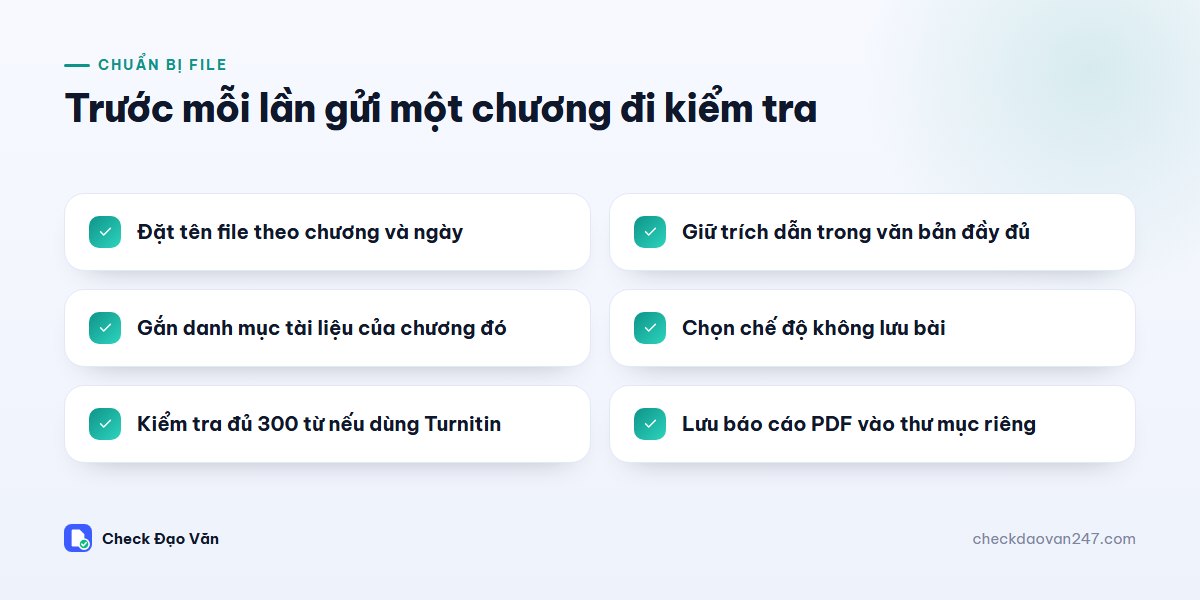 CHUẨN BỊ FILE
Trước mỗi lần gửi một chương đi kiểm tra
Đặt tên file theo chương và ngày
Giữ trích dẫn trong văn bản đầy đủ
Gắn danh mục tài liệu của chương đó
Chọn chế độ không lưu bài
Kiểm tra đủ 300 từ nếu dùng Turnitin
Lưu báo cáo PDF vào thư mục riêng
Check Đạo Văn
checkdaovan247.com